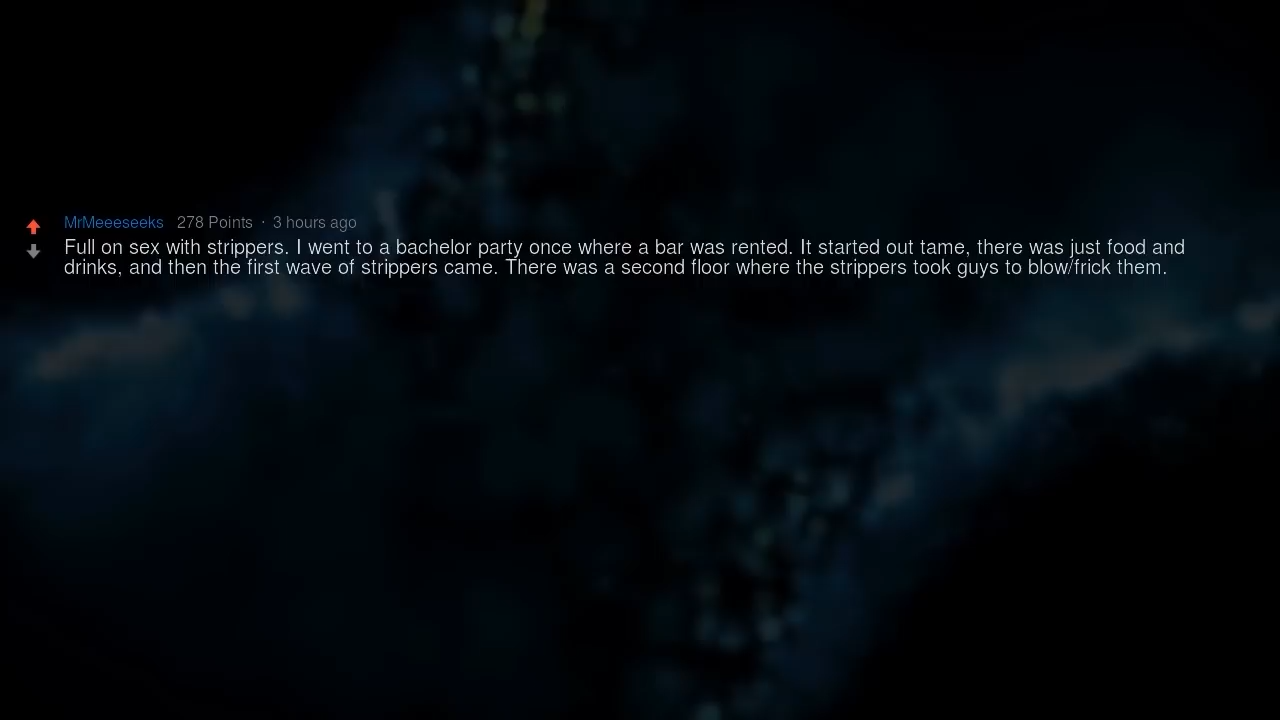 MrMeeeseeks 278 Points · 3 hours ago
Full on sex with strippers. I went to a bachelor party once where a bar was rented. It started out tame, there was just food and
drinks, and then the first wave of strippers came. There was a second floor where the strippers took guys to blow/frick them.